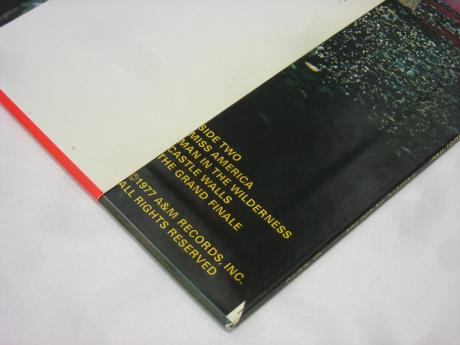 SIDE TWO
MISS AMERICA
MAN IN THE WILDERNESS
CASTLE WALLS
THE GRAND FINALE
©1977 A&M RECORDS, INC.
ALL RIGHTS RESERVED